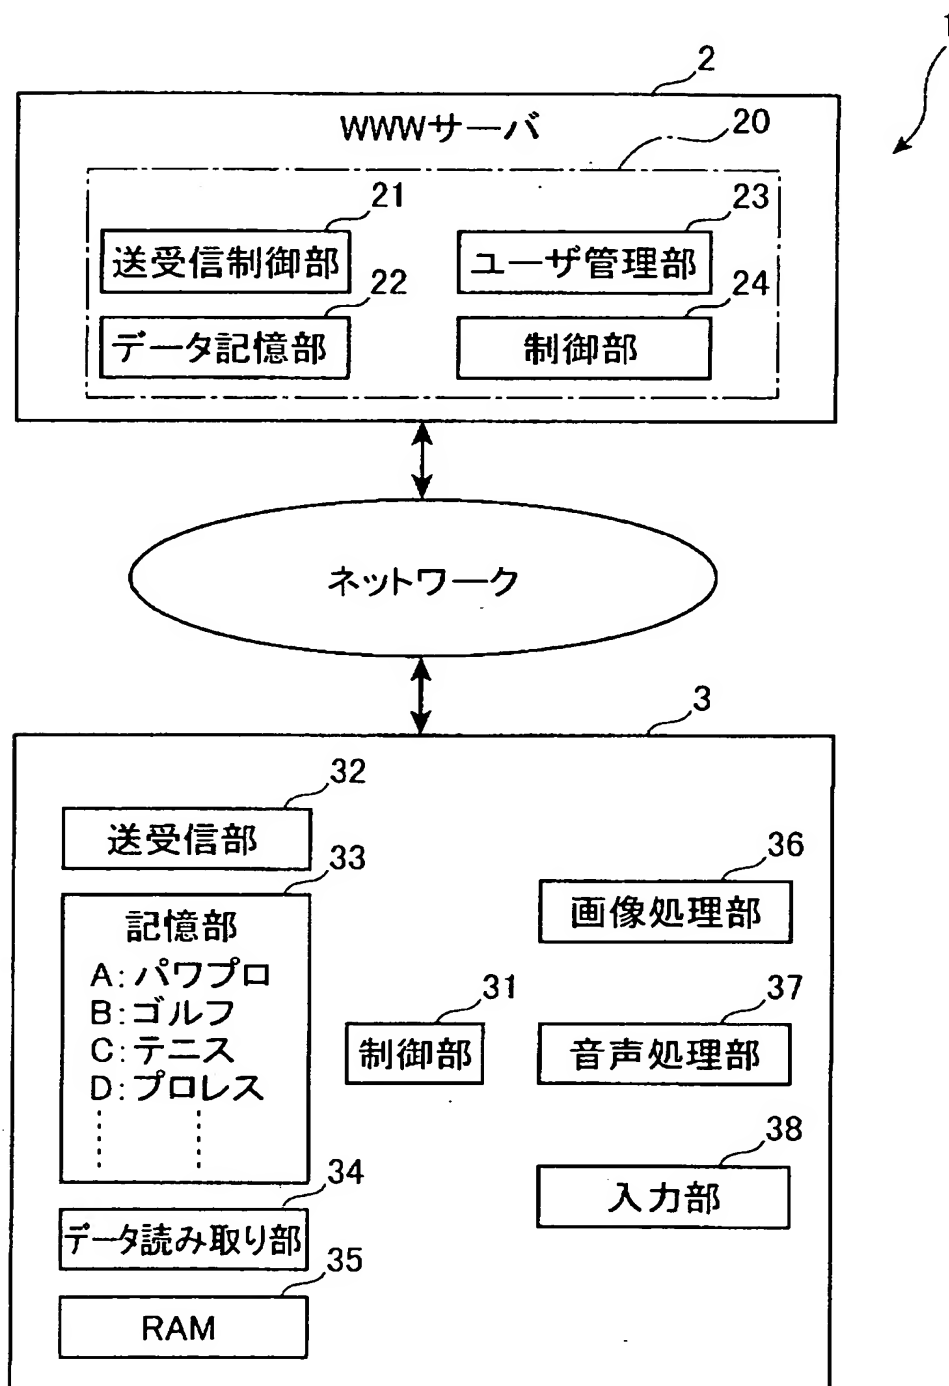 1
2
WWWサーバ
20
21
送受信制御部
22
データ記憶部
23
ユーザ管理部
24
制御部
ネットワーク
3
32
送受信部
33
記憶部
A:パワプロ
B:ゴルフ
C:テニス
D:プロレス
34
データ読み取り部
35
RAM
31
制御部
36
画像処理部
37
音声処理部
38
入力部